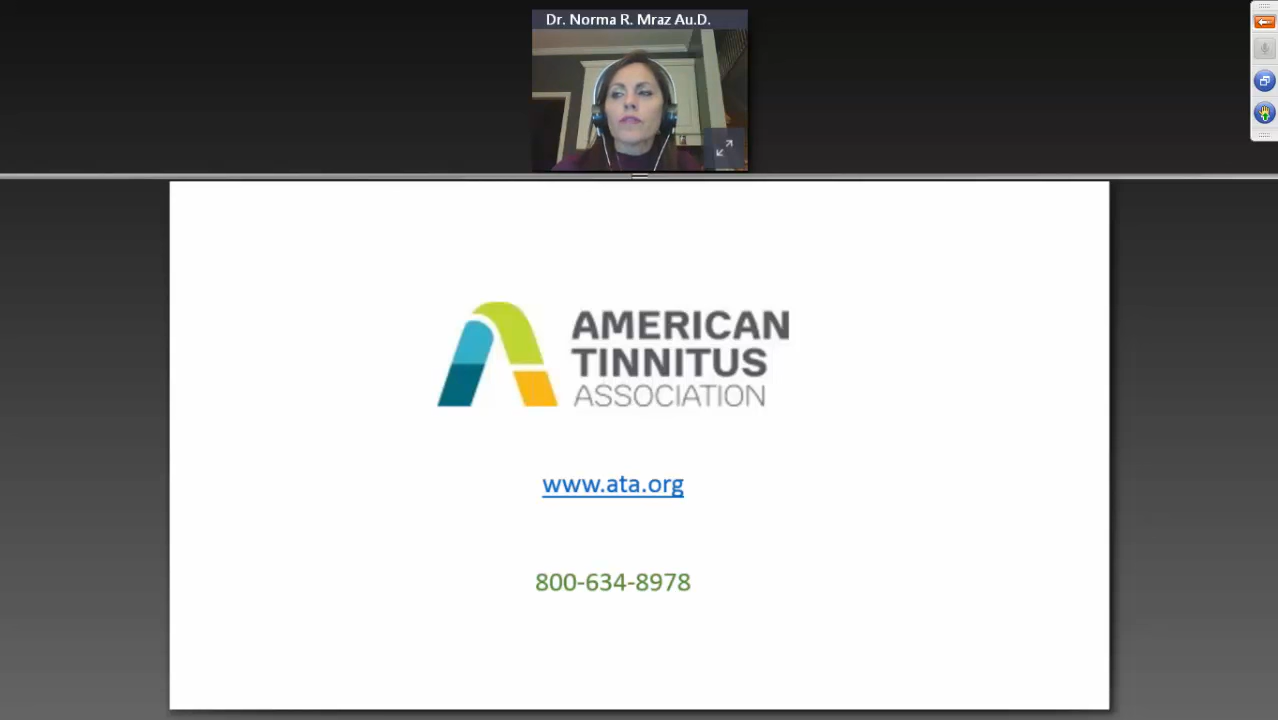 Dr. Norma R. Mraz Au.D.
AMERICAN
TINNITUS
ASSOCIATION
www.ata.org
800-634-8978